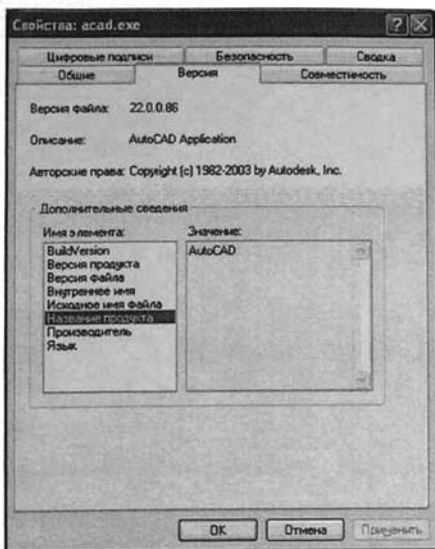 Свойства: acad.exe
Цифровые подписи Безопасность Сводка
Общие Версия Совместимость
Версия файла: 22.0.0.86
Описание: AutoCAD Application
Авторские права: Copyright (c) 1982-2003 by Autodesk, Inc.
Дополнительные сведения
Имя элемента: Значение:
BuildVersion AutoCAD
Версия продукта
Версия файла
Внутреннее имя
Исходное имя файла
Название продукта
Производитель
Язык
OK Отмена Применить